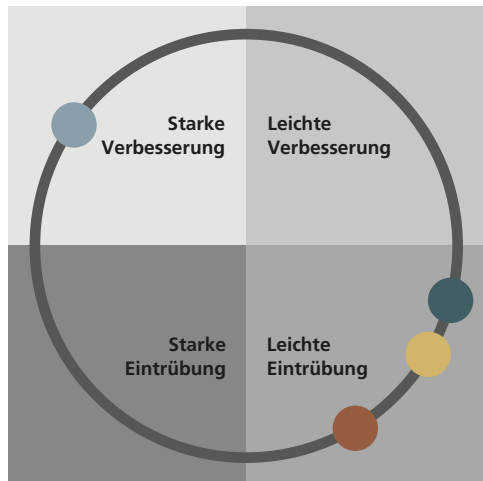 Starke
Verbesserung
Leichte
Verbesserung
Starke
Eintrübung
Leichte
Eintrübung